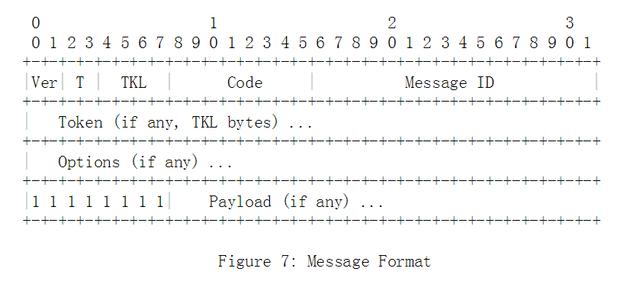 0                   1                   2                   3
 0 1 2 3 4 5 6 7 8 9 0 1 2 3 4 5 6 7 8 9 0 1 2 3 4 5 6 7 8 9 0 1
+-+-+-+-+-+-+-+-+-+-+-+-+-+-+-+-+-+-+-+-+-+-+-+-+-+-+-+-+-+-+-+-+
|Ver| T |  TKL  |      Code     |          Message ID           |
+-+-+-+-+-+-+-+-+-+-+-+-+-+-+-+-+-+-+-+-+-+-+-+-+-+-+-+-+-+-+-+-+
|   Token (if any, TKL bytes) ...
+-+-+-+-+-+-+-+-+-+-+-+-+-+-+-+-+-+-+-+-+-+-+-+-+-+-+-+-+-+-+-+-+
|   Options (if any) ...
+-+-+-+-+-+-+-+-+-+-+-+-+-+-+-+-+-+-+-+-+-+-+-+-+-+-+-+-+-+-+-+-+
|1 1 1 1 1 1 1 1|    Payload (if any) ...
+-+-+-+-+-+-+-+-+-+-+-+-+-+-+-+-+-+-+-+-+-+-+-+-+-+-+-+-+-+-+-+-+
Figure 7: Message Format